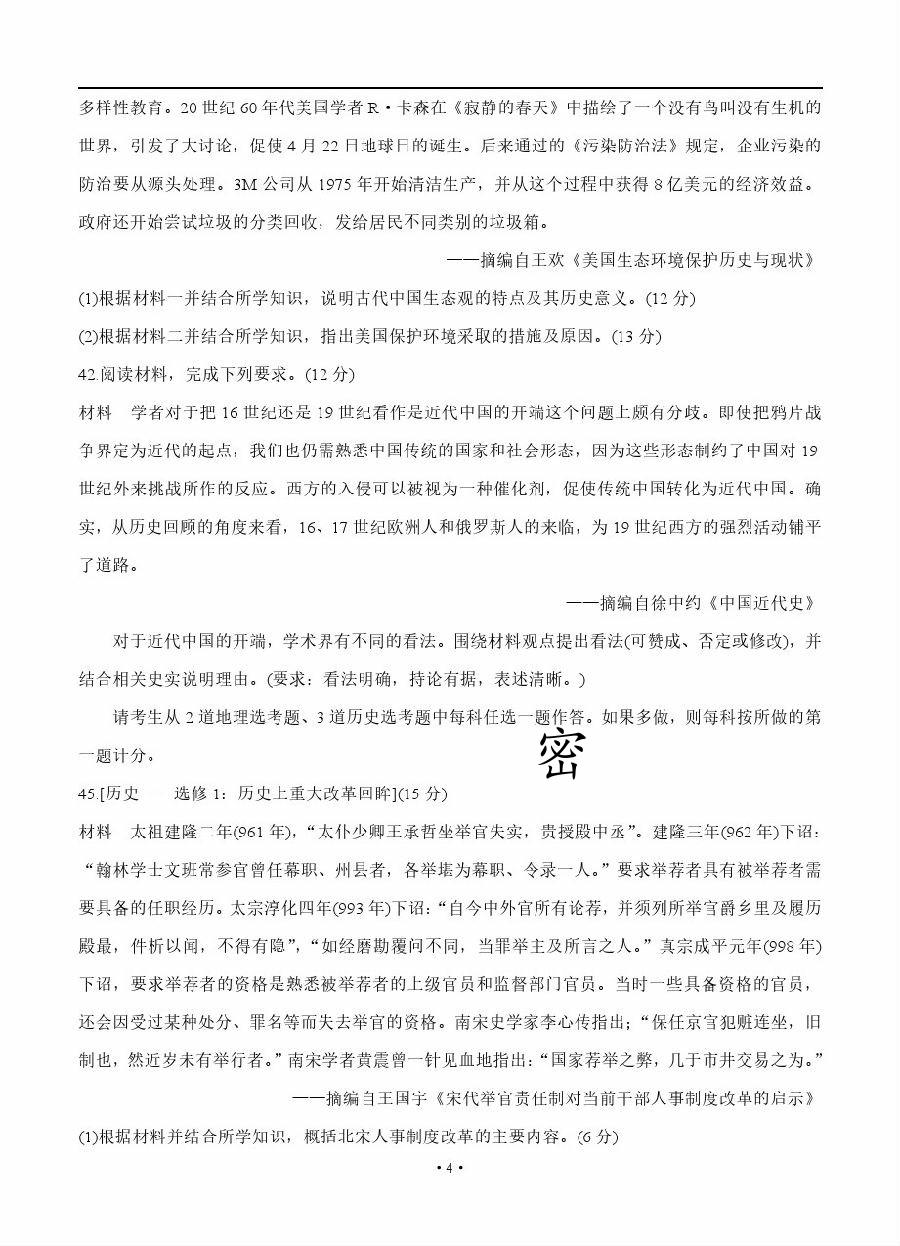 多样性教育。20 世纪 60 年代美国学者 R·卡森在《寂静的春天》中描绘了一个没有鸟叫没有生机的
世界，引发了大讨论，促使 4 月 22 日地球日的诞生。后来通过的《污染防治法》规定，企业污染的
防治要从源头处理。3M 公司从 1975 年开始清洁生产，并从这个过程中获得 8 亿美元的经济效益。
政府还开始尝试垃圾的分类回收，发给居民不同类别的垃圾箱。
——摘编自王欢《美国生态环境保护历史与现状》
(1)根据材料一并结合所学知识，说明古代中国生态观的特点及其历史意义。(12 分)
(2)根据材料二并结合所学知识，指出美国保护环境采取的措施及原因。(13 分)
42.阅读材料，完成下列要求。(12 分)
材料 学者对于把 16 世纪还是 19 世纪看作是近代中国的开端这个问题上颇有分歧。即使把鸦片战
争界定为近代的起点，我们也仍需熟悉中国传统的国家和社会形态，因为这些形态制约了中国对 19
世纪外来挑战所作的反应。西方的入侵可以被视为一种催化剂，促使传统中国转化为近代中国。确
实，从历史回顾的角度来看，16、17 世纪欧洲人和俄罗斯人的来临，为 19 世纪西方的强烈活动铺平
了道路。
——摘编自徐中约《中国近代史》
对于近代中国的开端，学术界有不同的看法。围绕材料观点提出看法(可赞成、否定或修改)，并
结合相关史实说明理由。(要求：看法明确，持论有据，表述清晰。)
请考生从 2 道地理选考题、3 道历史选考题中每科任选一题作答。如果多做，则每科按所做的第
一题计分。
密
45.[历史 选修 1：历史上重大改革回眸](15 分)
材料 太祖建隆二年(961 年)，“太仆少卿王承哲坐举官失实，责授殿中丞”。建隆三年(962 年)下诏：
“翰林学士文班常参官曾任幕职、州县者，各举堪为幕职、令录一人。”要求举荐者具有被举荐者需
要具备的任职经历。太宗淳化四年(993 年)下诏：“自今中外官所有论荐，并须列所举官爵乡里及履历
殿最，件析以闻，不得有隐”，“如经磨勘覆问不同，当罪举主及所言之人。”真宗咸平元年(998 年)
下诏，要求举荐者的资格是熟悉被举荐者的上级官员和监督部门官员。当时一些具备资格的官员，
还会因受过某种处分、罪名等而失去举官的资格。南宋史学家李心传指出；“保任京官犯赃连坐，旧
制也，然近岁未有举行者。”南宋学者黄震曾一针见血地指出：“国家荐举之弊，几于市井交易之为。”
——摘编自王国宇《宋代举官责任制对当前干部人事制度改革的启示》
(1)根据材料并结合所学知识，概括北宋人事制度改革的主要内容。(6 分)
·4·